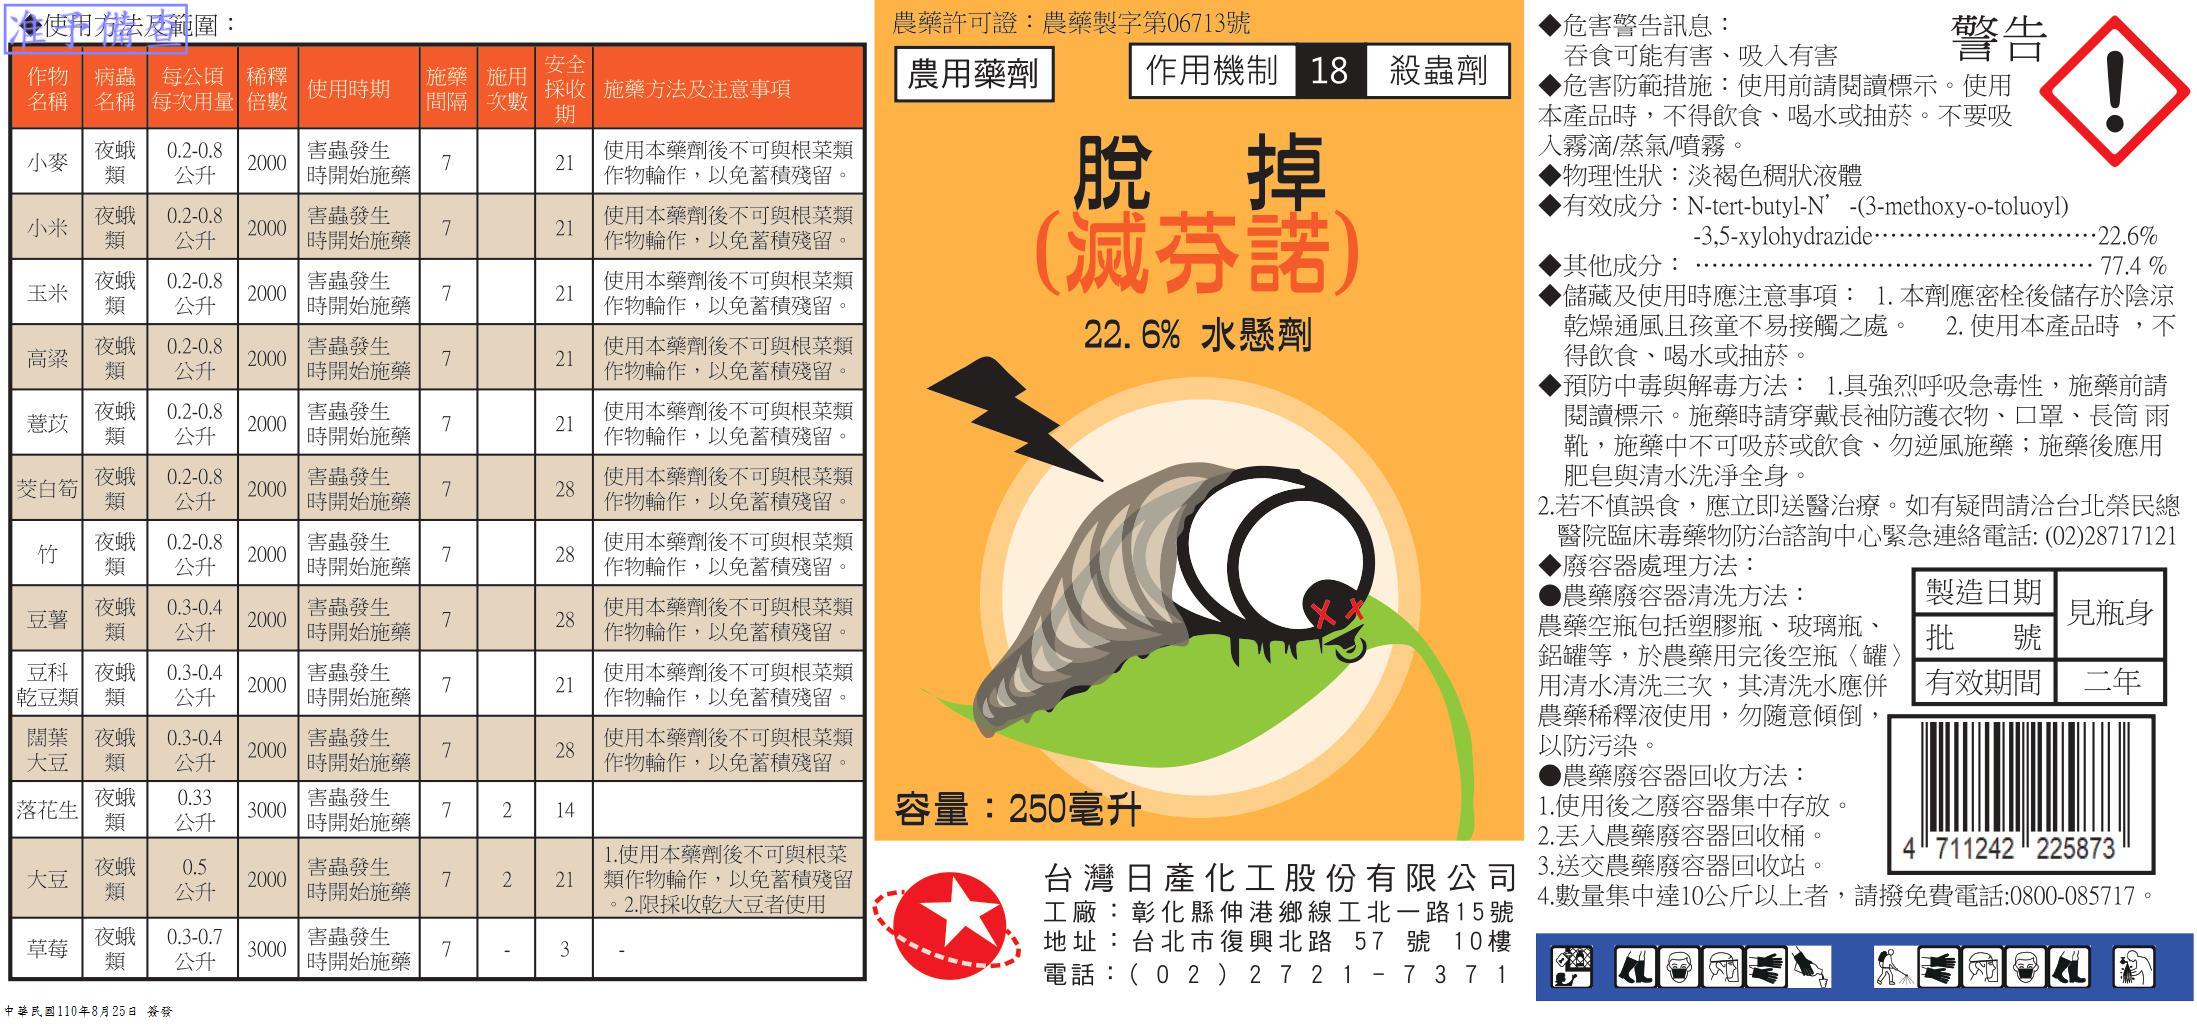 准予備查
◆使用方法及範圍：
作物名稱 病蟲名稱 每公頃每次用量 稀釋倍數 使用時期 施藥間隔 施用次數 安全採收期 施藥方法及注意事項
小麥 夜蛾類 0.2-0.8公升 2000 害蟲發生時開始施藥 7 21 使用本藥劑後不可與根菜類作物輪作，以免蓄積殘留。
小米 夜蛾類 0.2-0.8公升 2000 害蟲發生時開始施藥 7 21 使用本藥劑後不可與根菜類作物輪作，以免蓄積殘留。
玉米 夜蛾類 0.2-0.8公升 2000 害蟲發生時開始施藥 7 21 使用本藥劑後不可與根菜類作物輪作，以免蓄積殘留。
高粱 夜蛾類 0.2-0.8公升 2000 害蟲發生時開始施藥 7 21 使用本藥劑後不可與根菜類作物輪作，以免蓄積殘留。
薏苡 夜蛾類 0.2-0.8公升 2000 害蟲發生時開始施藥 7 21 使用本藥劑後不可與根菜類作物輪作，以免蓄積殘留。
茭白筍 夜蛾類 0.2-0.8公升 2000 害蟲發生時開始施藥 7 28 使用本藥劑後不可與根菜類作物輪作，以免蓄積殘留。
竹 夜蛾類 0.2-0.8公升 2000 害蟲發生時開始施藥 7 28 使用本藥劑後不可與根菜類作物輪作，以免蓄積殘留。
豆薯 夜蛾類 0.3-0.4公升 2000 害蟲發生時開始施藥 7 28 使用本藥劑後不可與根菜類作物輪作，以免蓄積殘留。
豆科乾豆類 夜蛾類 0.3-0.4公升 2000 害蟲發生時開始施藥 7 21 使用本藥劑後不可與根菜類作物輪作，以免蓄積殘留。
闊葉大豆 夜蛾類 0.3-0.4公升 2000 害蟲發生時開始施藥 7 28 使用本藥劑後不可與根菜類作物輪作，以免蓄積殘留。
落花生 夜蛾類 0.33公升 3000 害蟲發生時開始施藥 7 2 14
大豆 夜蛾類 0.5公升 2000 害蟲發生時開始施藥 7 2 21 1.使用本藥劑後不可與根菜類作物輪作，以免蓄積殘留。2.限採收乾大豆者使用
草莓 夜蛾類 0.3-0.7公升 3000 害蟲發生時開始施藥 7 - 3 -
中華民國110年8月25日 簽發
農藥許可證：農藥製字第06713號
農用藥劑 作用機制 18 殺蟲劑
脫 掉
(滅芬諾)
22.6% 水懸劑
容量：250毫升
台灣日產化工股份有限公司
工廠：彰化縣伸港鄉線工北一路15號
地址：台北市復興北路 57 號 10樓
電話：(02)2721-7371
警告
◆危害警告訊息：
吞食可能有害、吸入有害
◆危害防範措施：使用前請閱讀標示。使用
本產品時，不得飲食、喝水或抽菸。不要吸
入霧滴/蒸氣/噴霧。
◆物理性狀：淡褐色稠狀液體
◆有效成分：N-tert-butyl-N’ -(3-methoxy-o-toluoyl)
-3,5-xylohydrazide⋯⋯⋯⋯⋯⋯⋯⋯⋯22.6%
◆其他成分： ⋯⋯⋯⋯⋯⋯⋯⋯⋯⋯⋯⋯⋯⋯⋯⋯ 77.4 %
◆儲藏及使用時應注意事項： 1. 本劑應密栓後儲存於陰涼
乾燥通風且孩童不易接觸之處。 2. 使用本產品時 ，不
得飲食、喝水或抽菸。
◆預防中毒與解毒方法： 1.具強烈呼吸急毒性，施藥前請
閱讀標示。施藥時請穿戴長袖防護衣物、口罩、長筒 雨
靴，施藥中不可吸菸或飲食、勿逆風施藥；施藥後應用
肥皂與清水洗淨全身。
2.若不慎誤食，應立即送醫治療。如有疑問請洽台北榮民總
醫院臨床毒藥物防治諮詢中心緊急連絡電話: (02)28717121
◆廢容器處理方法：
●農藥廢容器清洗方法：
農藥空瓶包括塑膠瓶、玻璃瓶、
鋁罐等，於農藥用完後空瓶〈罐〉
用清水清洗三次，其清洗水應併
農藥稀釋液使用，勿隨意傾倒，
以防污染。
●農藥廢容器回收方法：
1.使用後之廢容器集中存放。
2.丟入農藥廢容器回收桶。
3.送交農藥廢容器回收站。
4.數量集中達10公斤以上者，請撥免費電話:0800-085717。
製造日期 見瓶身
批 號
有效期間 二年
4 711242 225873